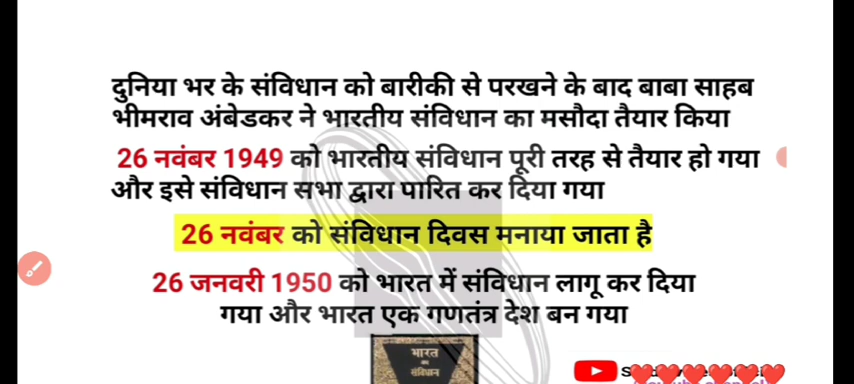 दुनिया भर के संविधान को बारीकी से परखने के बाद बाबा साहब
भीमराव अंबेडकर ने भारतीय संविधान का मसौदा तैयार किया
26 नवंबर 1949 को भारतीय संविधान पूरी तरह से तैयार हो गया
और इसे संविधान सभा द्वारा पारित कर दिया गया
26 नवंबर को संविधान दिवस मनाया जाता है
26 जनवरी 1950 को भारत में संविधान लागू कर दिया
गया और भारत एक गणतंत्र देश बन गया
भारत
का
संविधान